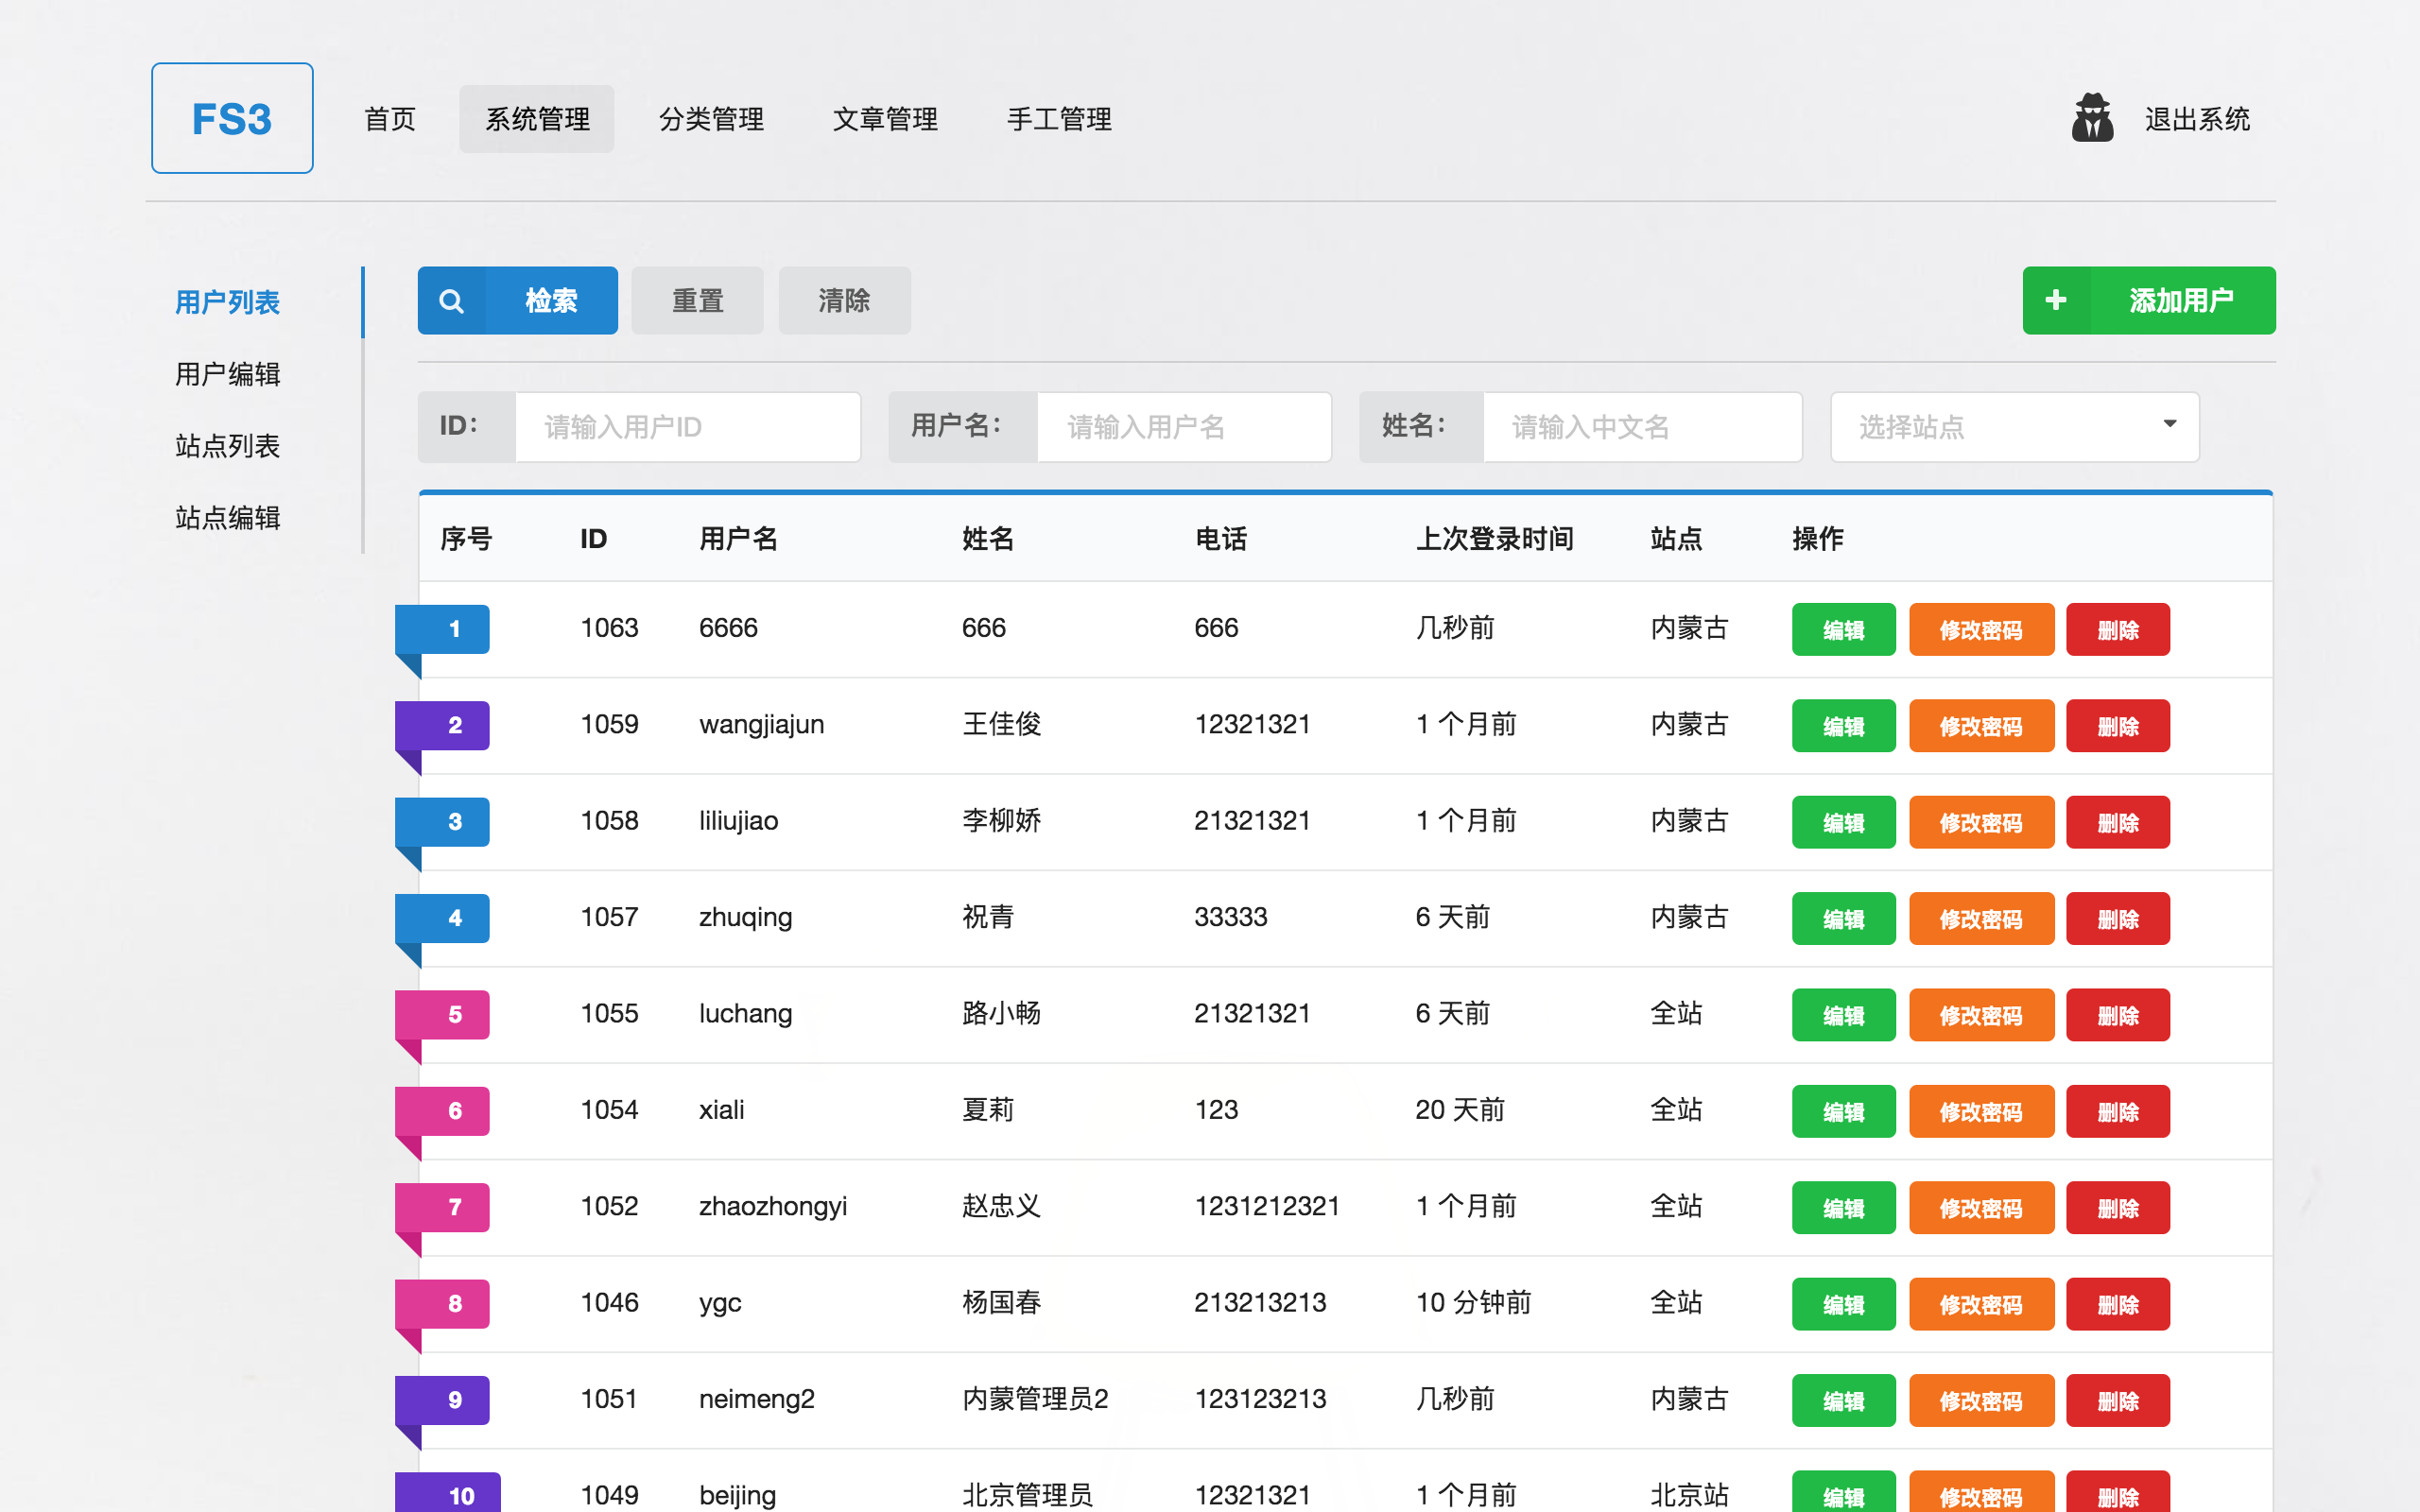 FS3 首页 系统管理 分类管理 文章管理 手工管理 退出系统
用户列表
用户编辑
站点列表
站点编辑
检索 重置 清除 添加用户
ID: 请输入用户ID 用户名: 请输入用户名 姓名: 请输入中文名 选择站点
序号 ID 用户名 姓名 电话 上次登录时间 站点 操作
1 1063 6666 666 666 几秒前 内蒙古 编辑 修改密码 删除
2 1059 wangjiajun 王佳俊 12321321 1 个月前 内蒙古 编辑 修改密码 删除
3 1058 liliujiao 李柳娇 21321321 1 个月前 内蒙古 编辑 修改密码 删除
4 1057 zhuqing 祝青 33333 6 天前 内蒙古 编辑 修改密码 删除
5 1055 luchang 路小畅 21321321 6 天前 全站 编辑 修改密码 删除
6 1054 xiali 夏莉 123 20 天前 全站 编辑 修改密码 删除
7 1052 zhaozhongyi 赵忠义 1231212321 1 个月前 全站 编辑 修改密码 删除
8 1046 ygc 杨国春 213213213 10 分钟前 全站 编辑 修改密码 删除
9 1051 neimeng2 内蒙管理员2 123123213 几秒前 内蒙古 编辑 修改密码 删除
10 1049 beijing 北京管理员 12321321 1 个月前 北京站 编辑 修改密码 删除